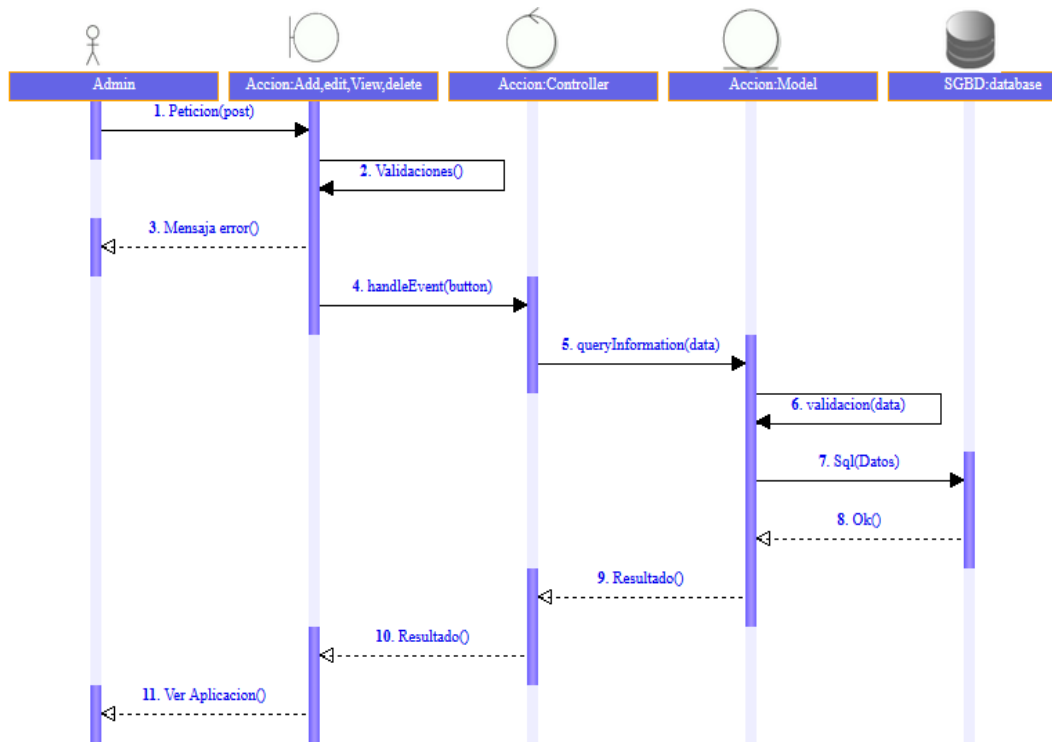 Admin
Accion:Add,edit,View,delete
Accion:Controller
Accion:Model
SGBD:database
1. Peticion(post)
2. Validaciones()
3. Mensaja error()
4. handleEvent(button)
5. queryInformation(data)
6. validacion(data)
7. Sql(Datos)
8. Ok()
9. Resultado()
10. Resultado()
11. Ver Aplicacion()